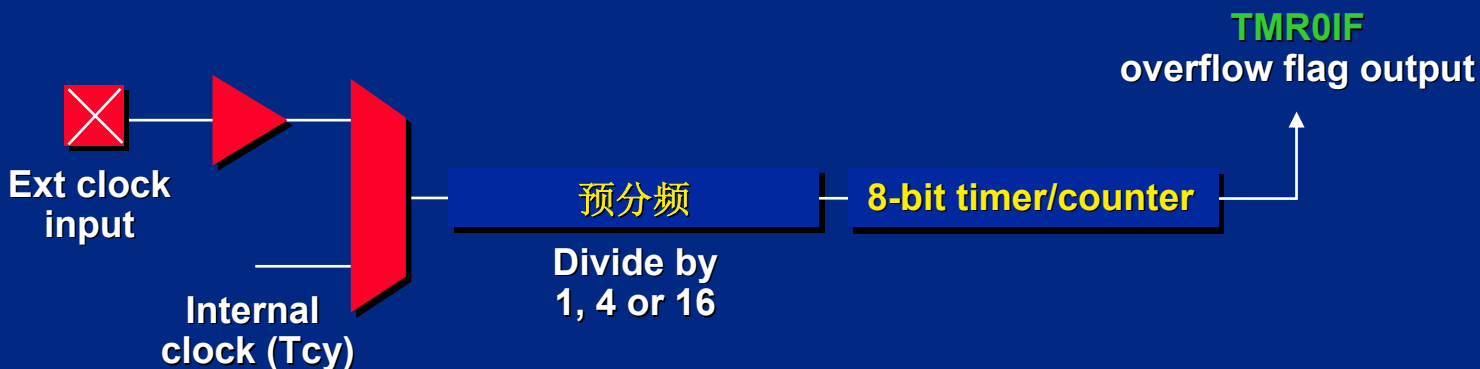 TMR0IF
overflow flag output
Ext clock
input
预分频
8-bit timer/counter
Divide by
1, 4 or 16
Internal
clock (Tcy)